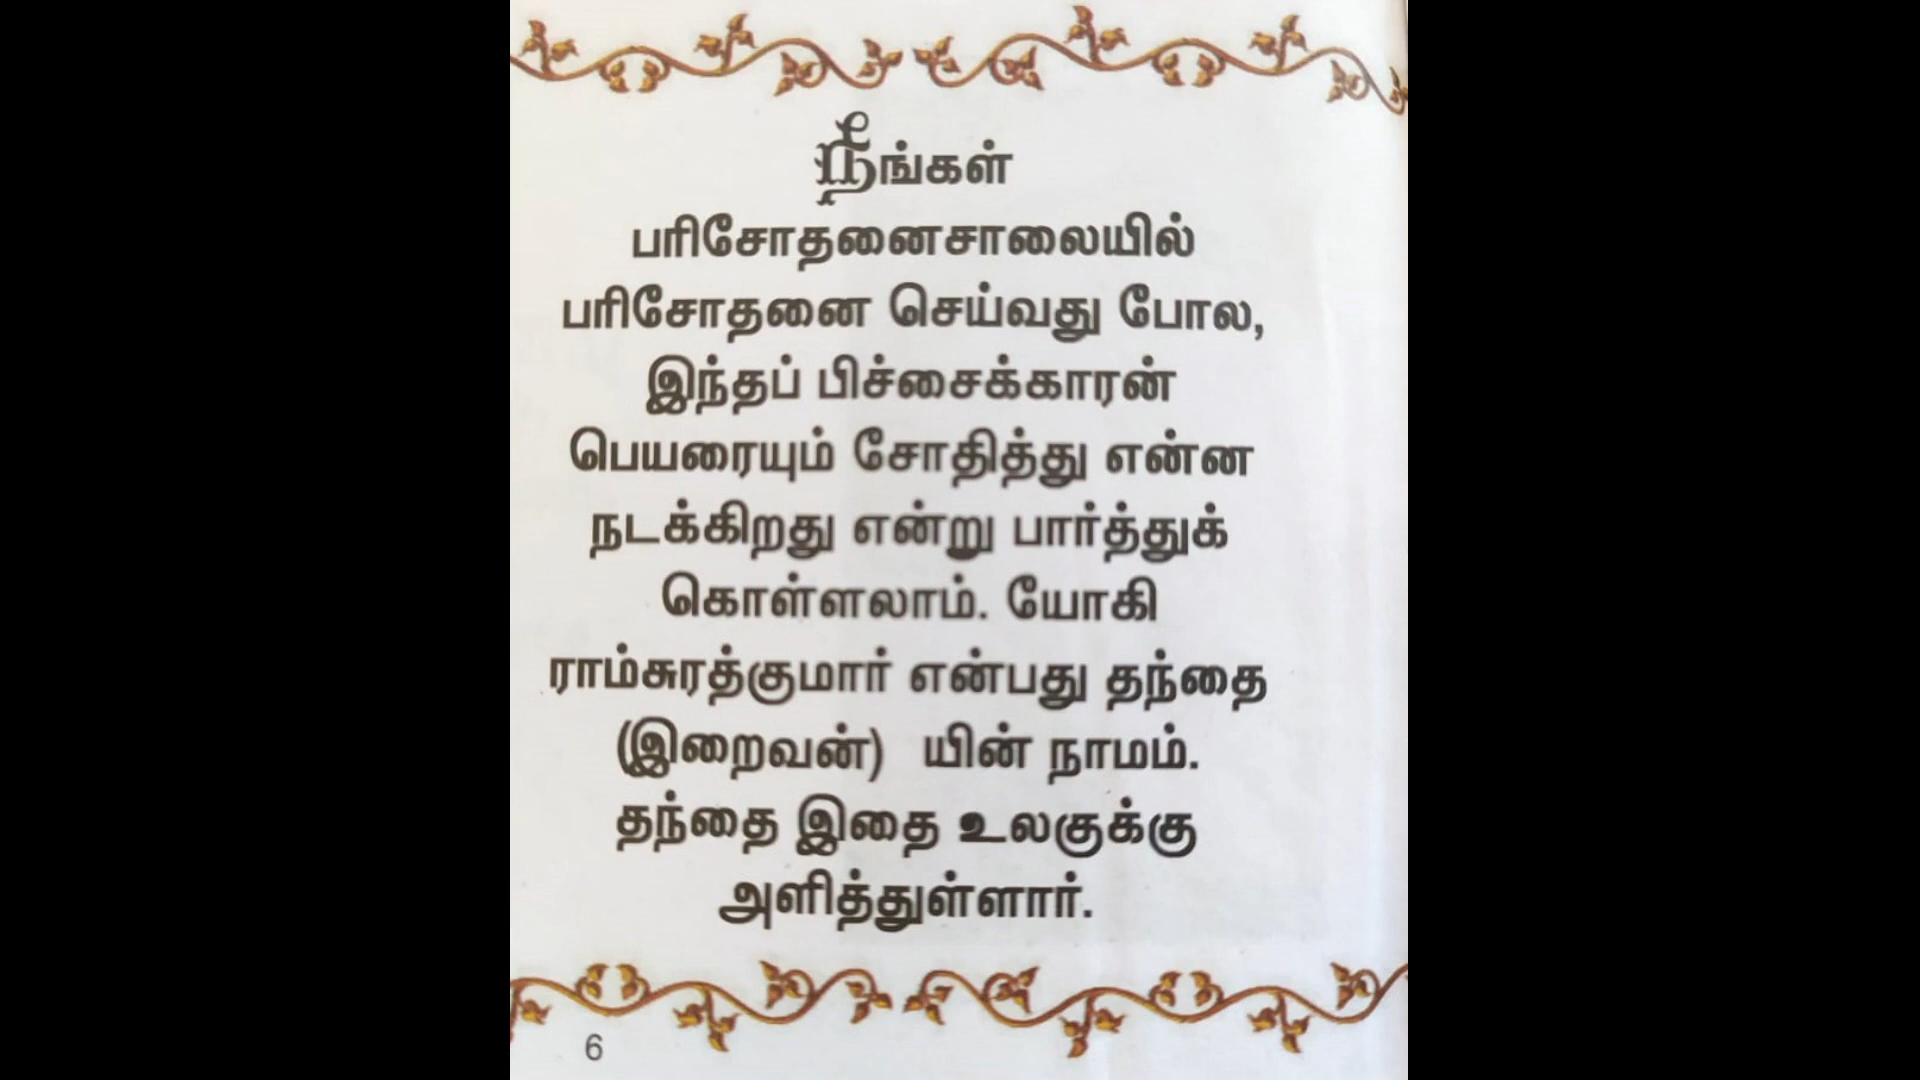 நீங்கள்
பரிசோதனைசாலையில்
பரிசோதனை செய்வது போல,
இந்தப் பிச்சைக்காரன்
பெயரையும் சோதித்து என்ன
நடக்கிறது என்று பார்த்துக்
கொள்ளலாம். யோகி
ராம்சுரத்குமார் என்பது தந்தை
(இறைவன்) யின் நாமம்.
தந்தை இதை உலகுக்கு
அளித்துள்ளார்.
6